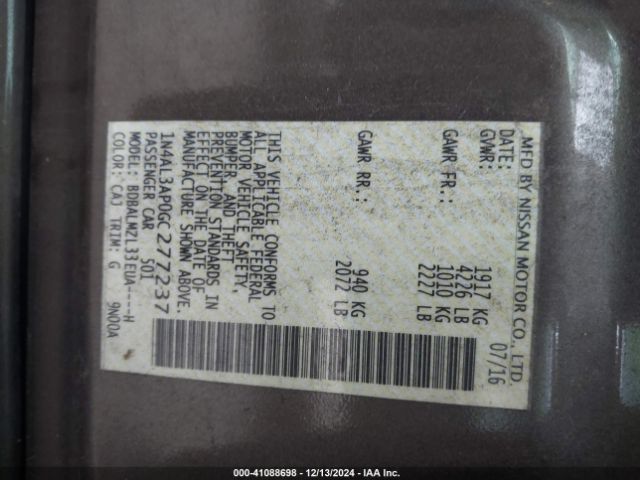 MFD BY NISSAN MOTOR CO., LTD.
DATE: 07/16
GVWR: 1917 KG
4226 LB
GAWR FR.: 1010 KG
2227 LB
GAWR RR.: 940 KG
2072 LB
THIS VEHICLE CONFORMS TO
ALL APPLICABLE FEDERAL
MOTOR VEHICLE SAFETY,
BUMPER, AND THEFT
PREVENTION STANDARDS IN
EFFECT ON THE DATE OF
MANUFACTURE SHOWN ABOVE.
1N4AL3AP0GC277237
PASSENGER CAR 501
MODEL: BDBALMZL33EUA----H
COLOR: CAJ TRIM: G 9N00A
000-41088698 - 12/13/2024 - IAA Inc.